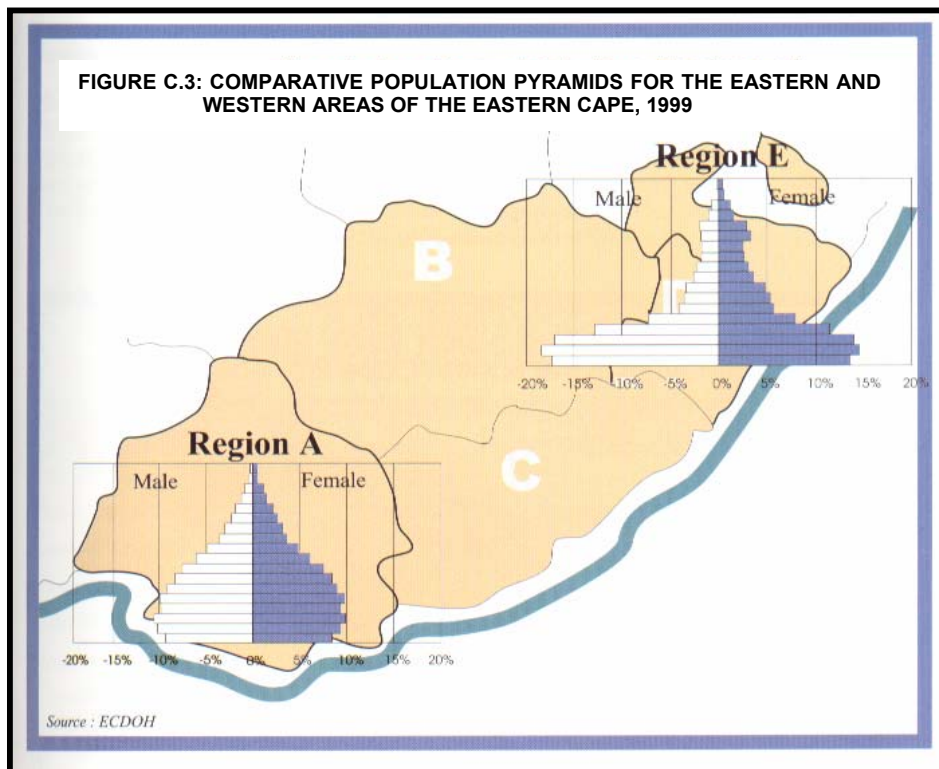 FIGURE C.3: COMPARATIVE POPULATION PYRAMIDS FOR THE EASTERN AND
WESTERN AREAS OF THE EASTERN CAPE, 1999
Region E
Male Female
B
-20% -15% -10% -5% 0% 5% 10% 15% 20%
Region A
Male Female
C
-20% -15% -10% -5% 0% 5% 10% 15% 20%
Source : ECDOH